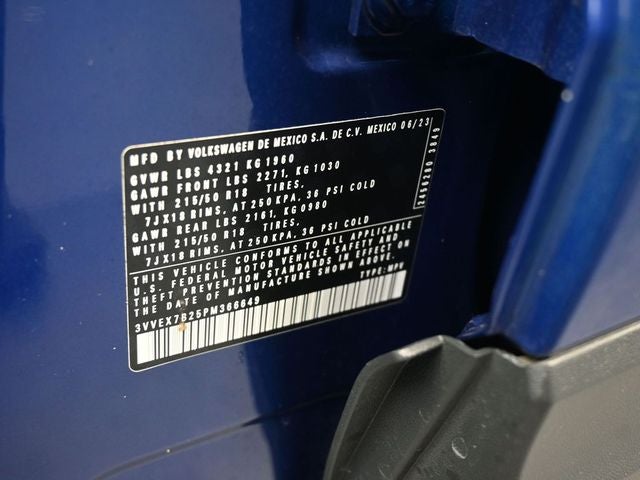 MFD BY VOLKSWAGEN DE MEXICO S.A. DE C.V. MEXICO 06/23
GVWR LBS 4321 KG 1960
GAWR FRONT LBS 2271, KG 1030
WITH 215/50 R18 TIRES.
7JX18 RIMS, AT 250 KPA, 36 PSI COLD
GAWR REAR LBS 2161, KG0980
WITH 215/50 R18 TIRES.
7JX18 RIMS, AT 250 KPA, 36 PSI COLD
THIS VEHICLE CONFORMS TO ALL APPLICABLE
U.S. FEDERAL MOTOR VEHICLE SAFETY AND
THEFT PREVENTION STANDARDS IN EFFECT ON
THE DATE OF MANUFACTURE SHOWN ABOVE.
3VVEX7B25PM366649 TYPE: MPV